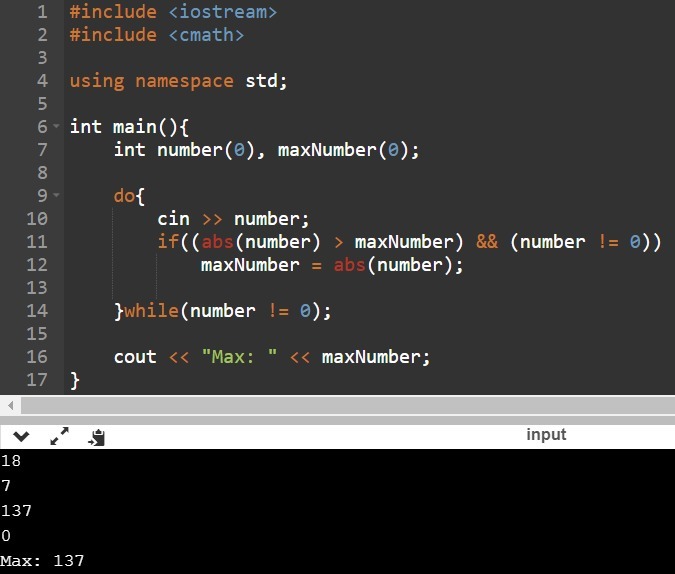 1 #include <iostream>
2 #include <cmath>
3
4 using namespace std;
5
6 int main(){
7     int number(0), maxNumber(0);
8
9     do{
10         cin >> number;
11         if((abs(number) > maxNumber) && (number != 0))
12             maxNumber = abs(number);
13
14     }while(number != 0);
15
16     cout << "Max: " << maxNumber;
17 }
input
18
7
137
0
Max: 137